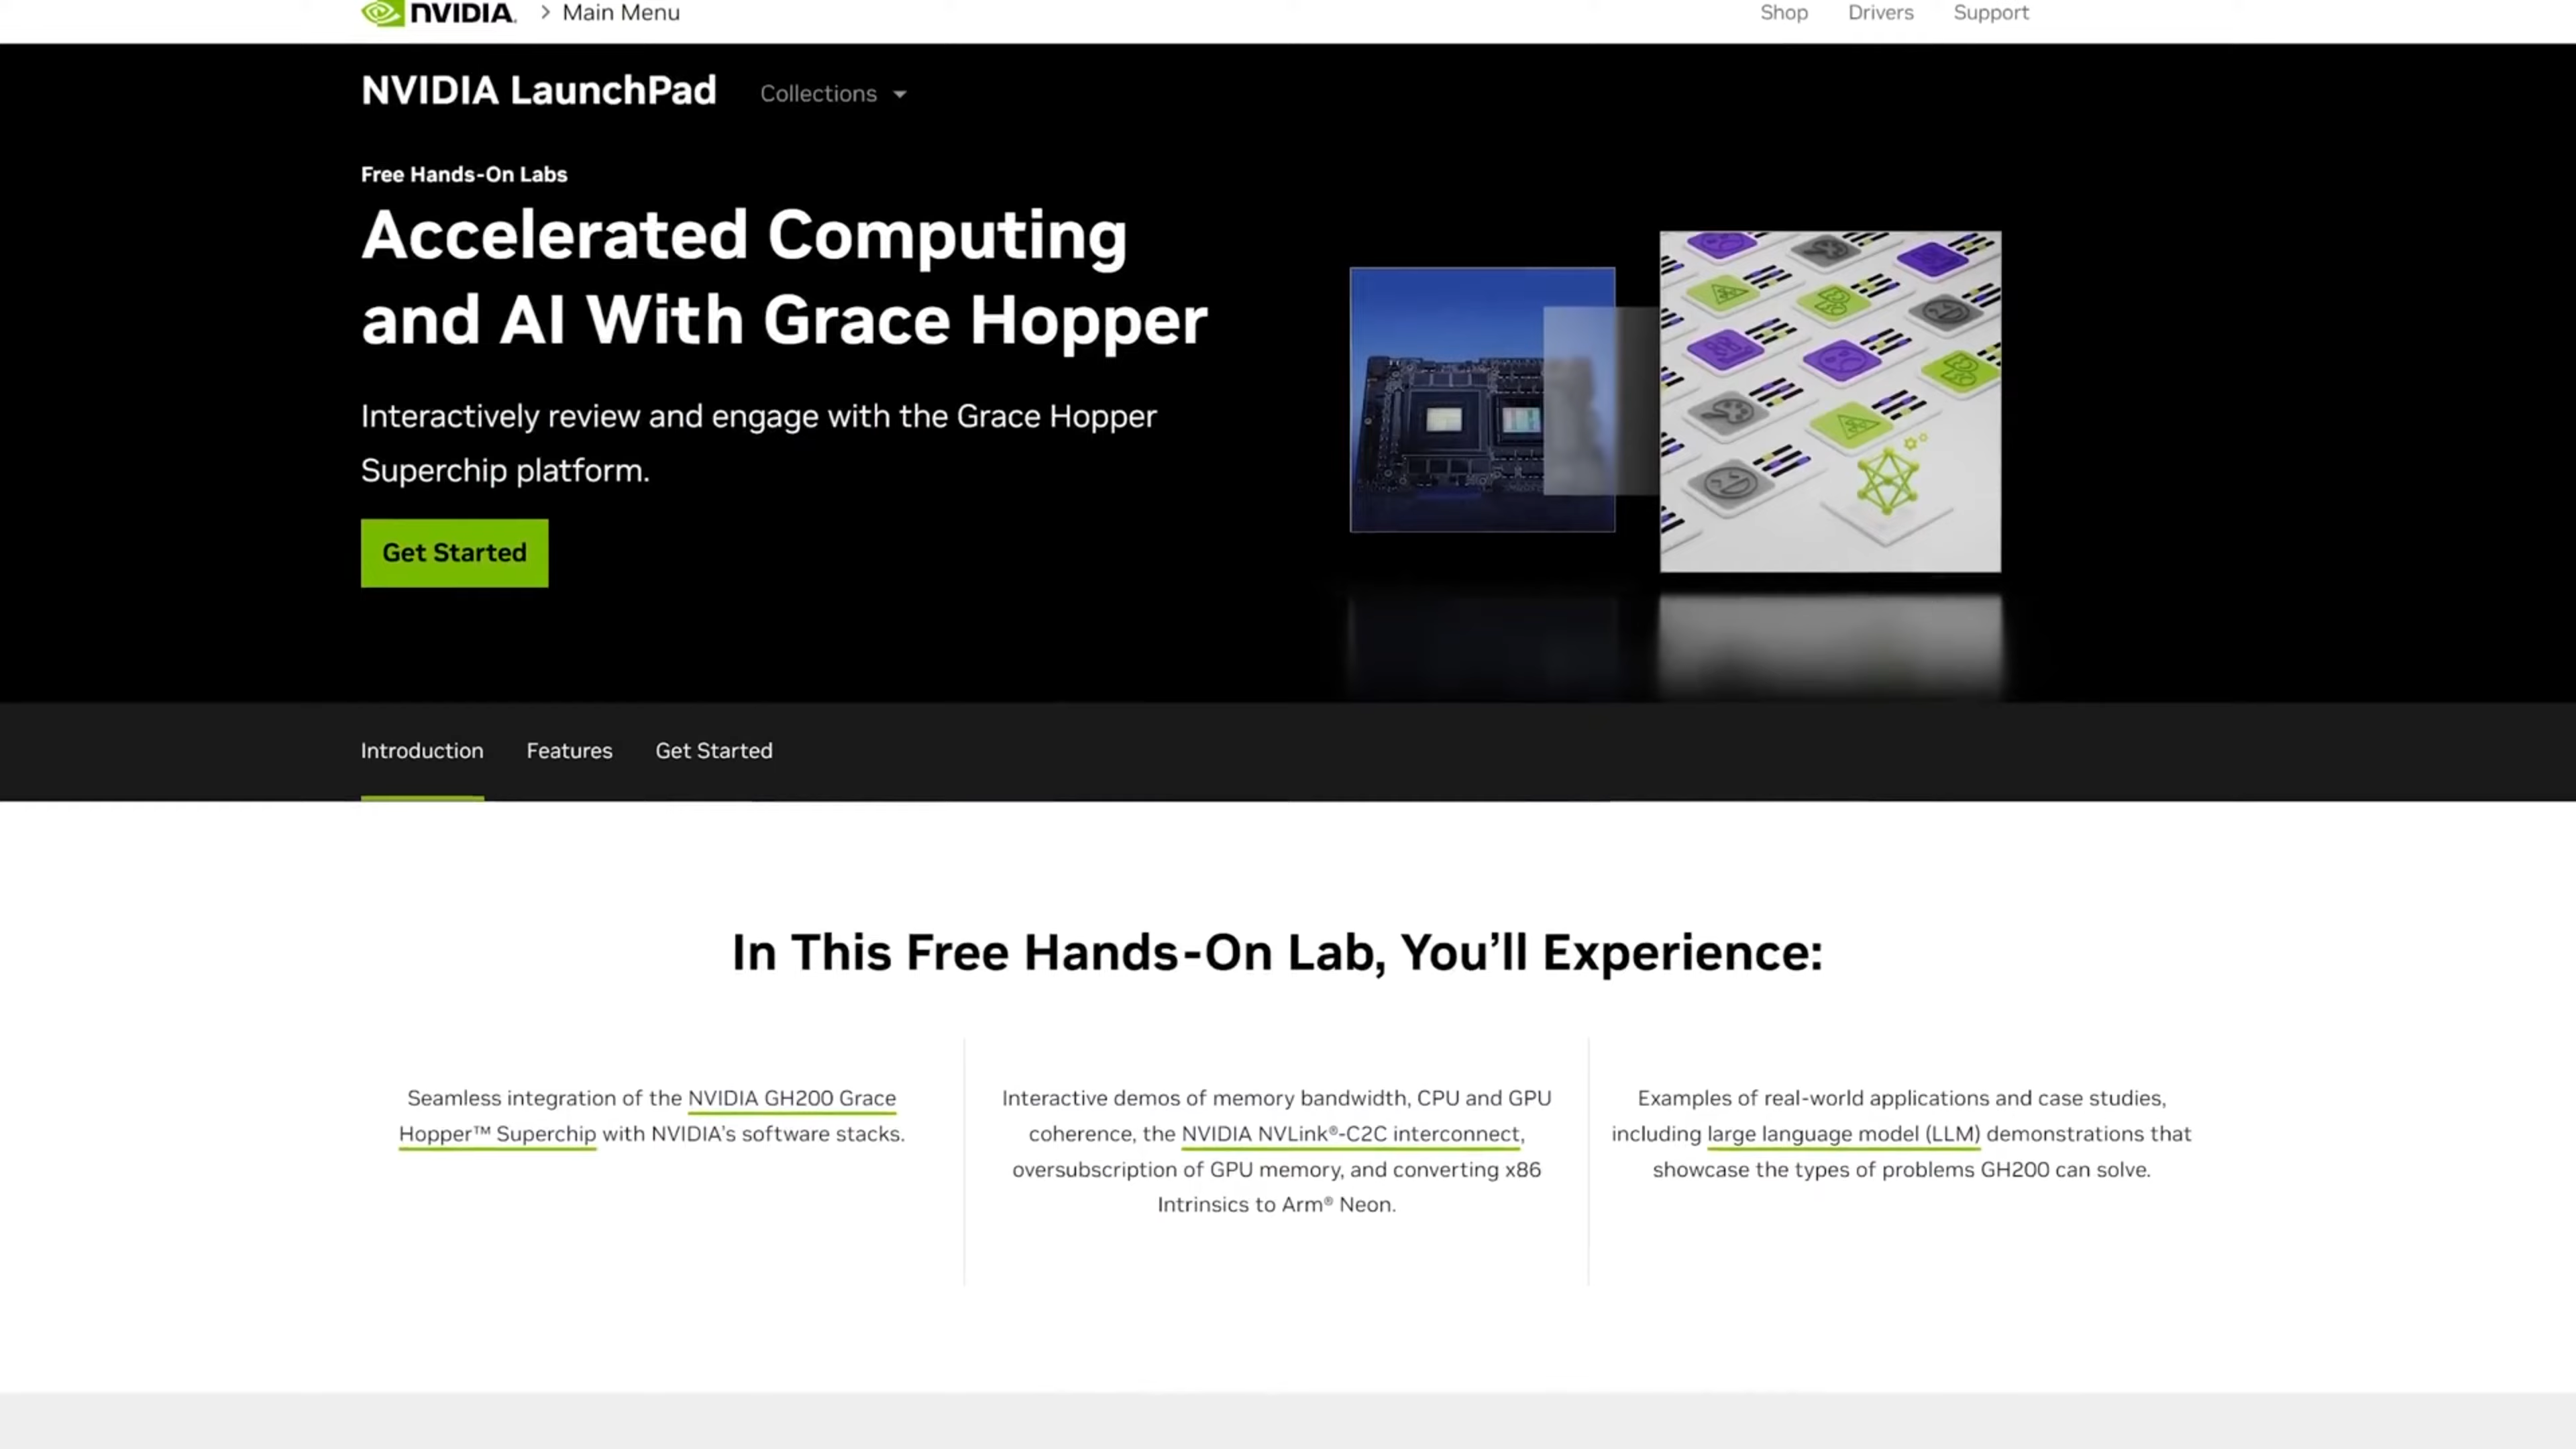 NVIDIA. > Main Menu
Shop Drivers Support
NVIDIA LaunchPad Collections
Free Hands-On Labs
Accelerated Computing
and AI With Grace Hopper
Interactively review and engage with the Grace Hopper
Superchip platform.
Get Started
Introduction Features Get Started
In This Free Hands-On Lab, You’ll Experience:
Seamless integration of the NVIDIA GH200 Grace
Hopper™ Superchip with NVIDIA’s software stacks.
Interactive demos of memory bandwidth, CPU and GPU
coherence, the NVIDIA NVLink®-C2C interconnect,
oversubscription of GPU memory, and converting x86
Intrinsics to Arm® Neon.
Examples of real-world applications and case studies,
including large language model (LLM) demonstrations that
showcase the types of problems GH200 can solve.